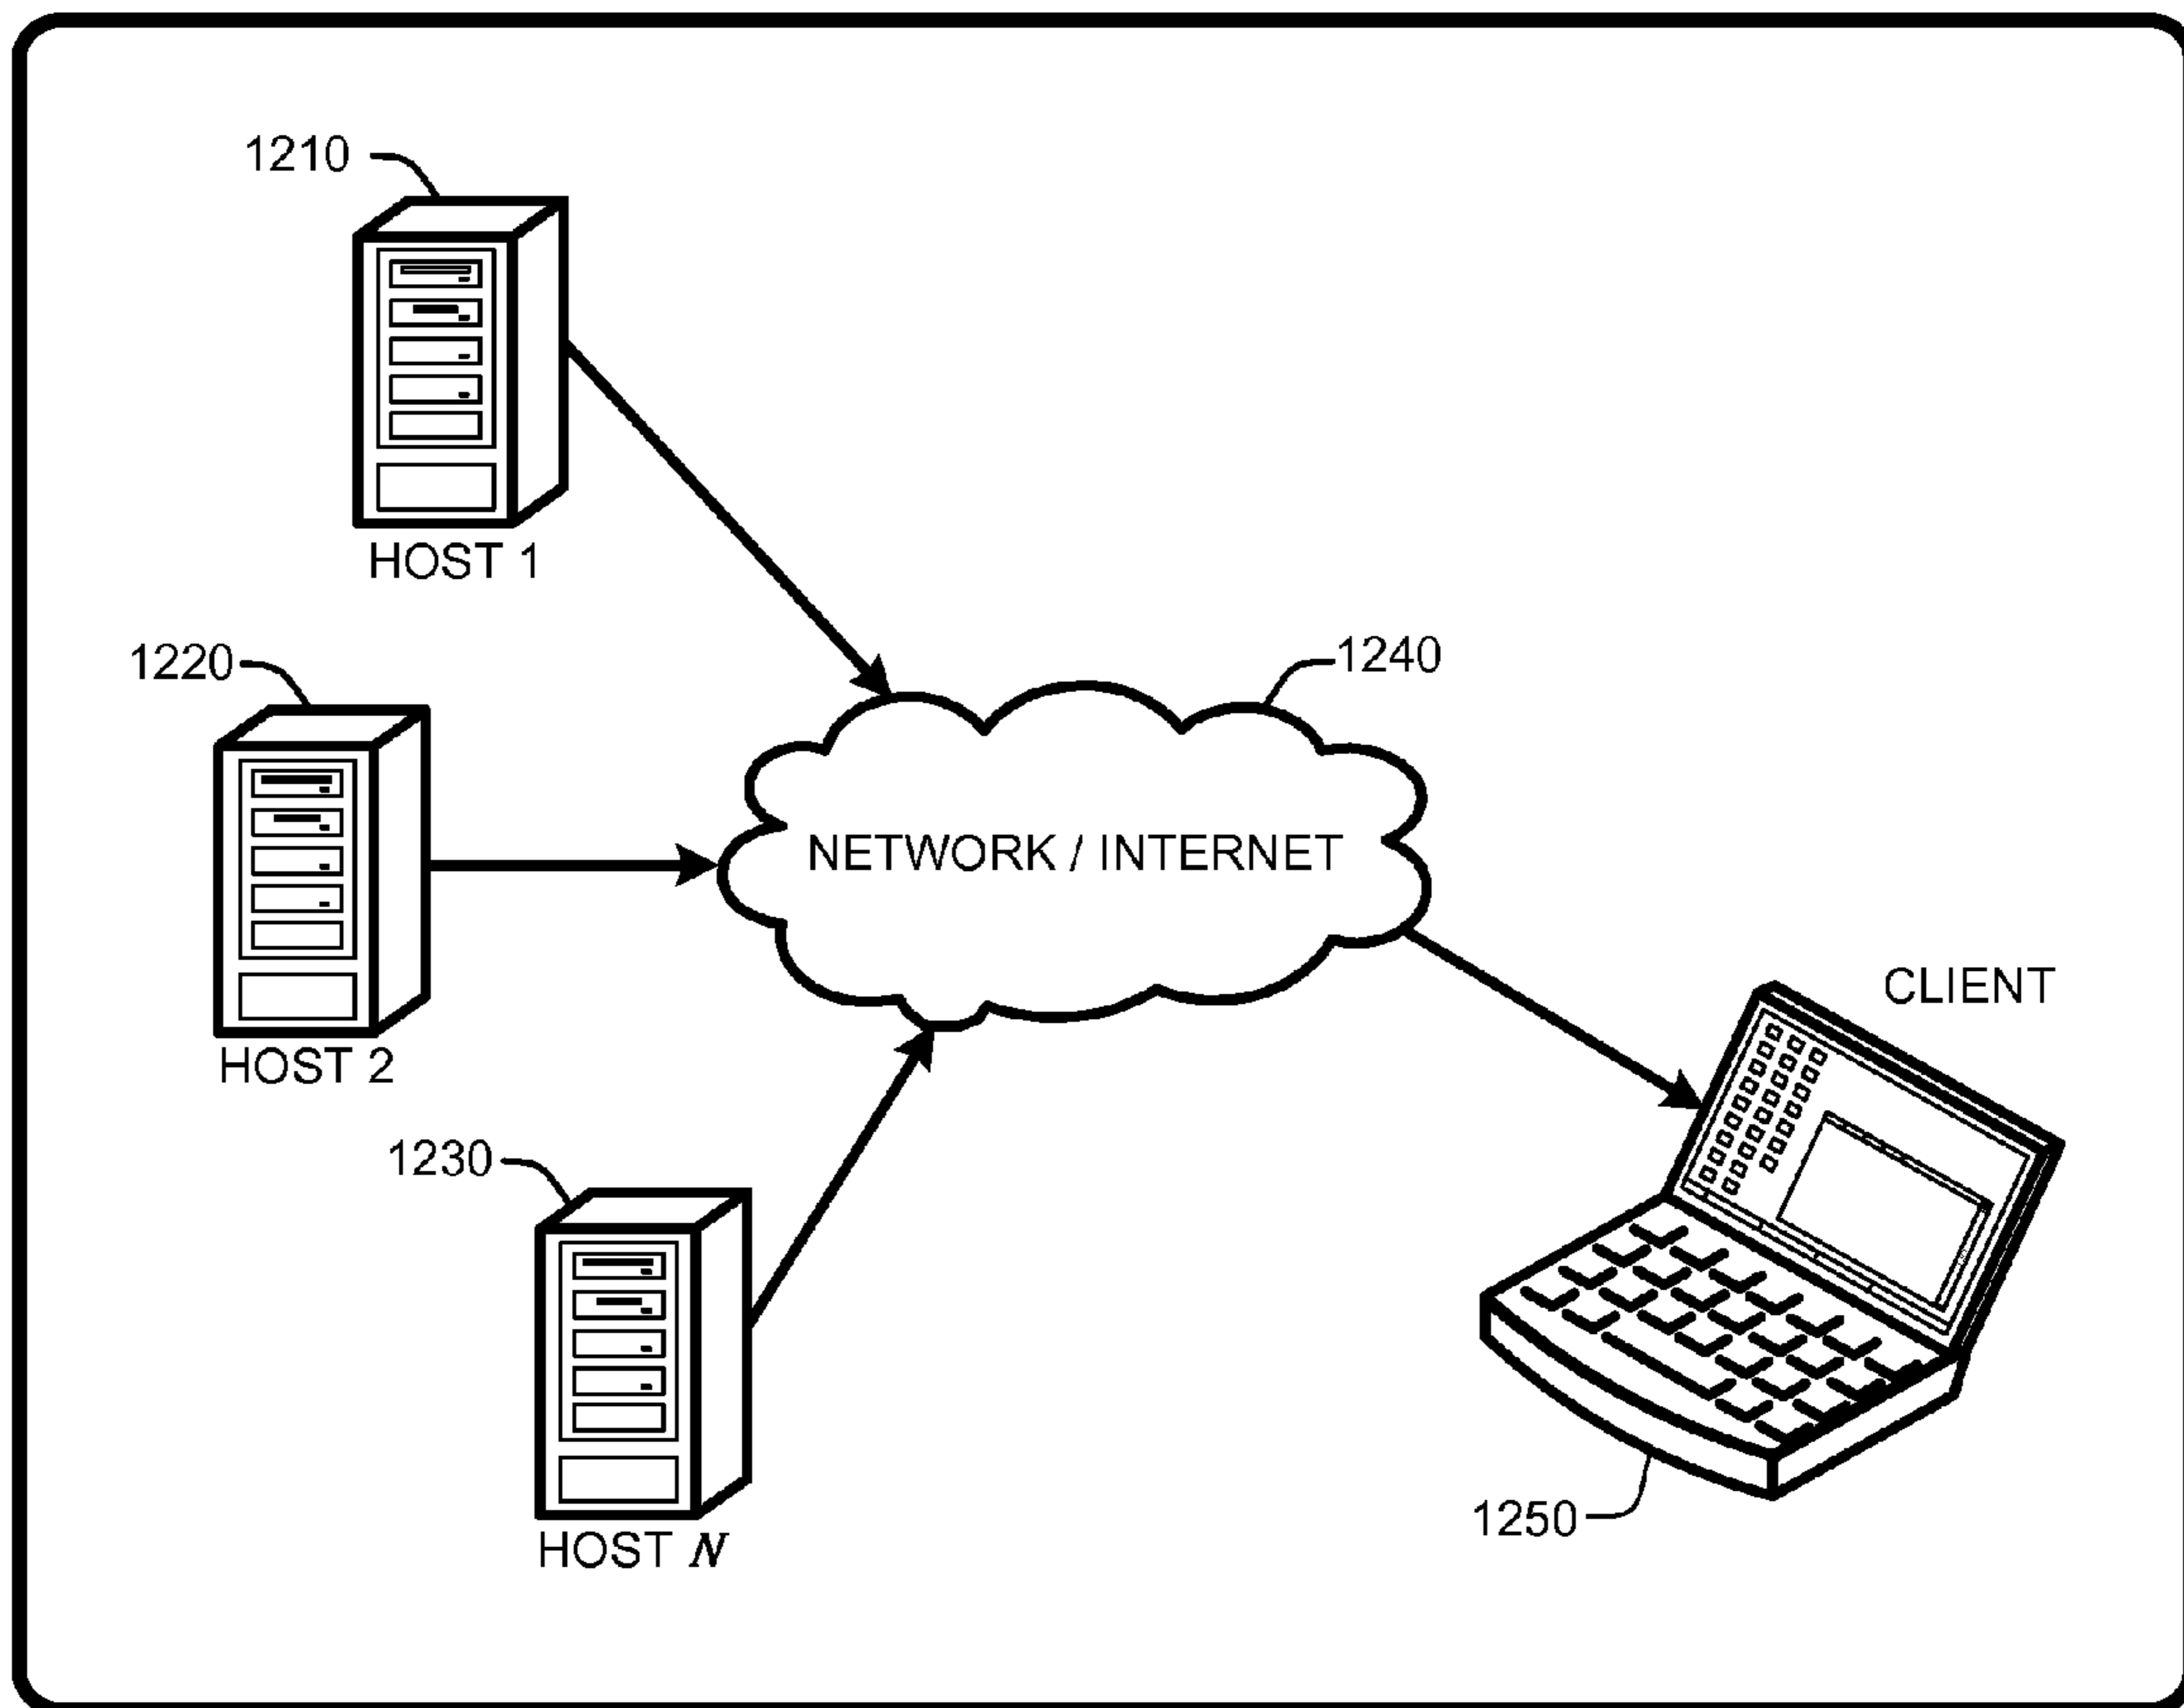 1210
HOST 1
1220
1240
NETWORK / INTERNET
HOST 2
CLIENT
1230
HOST N
1250